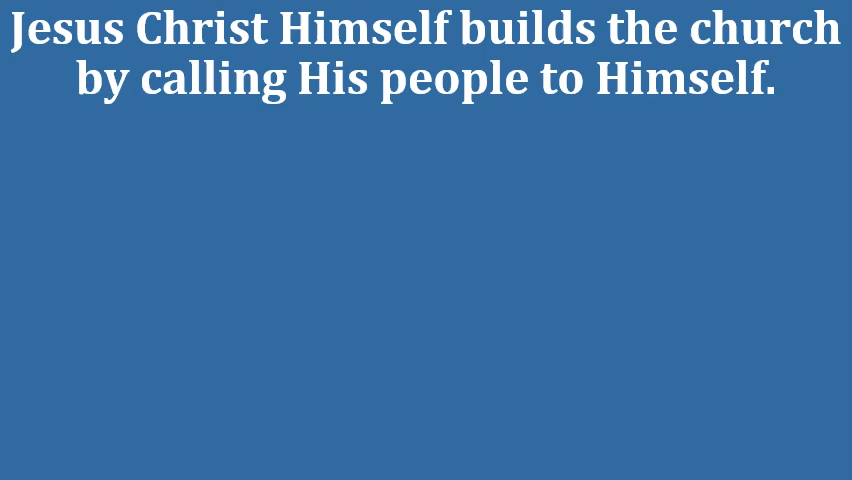 Jesus Christ Himself builds the church
by calling His people to Himself.